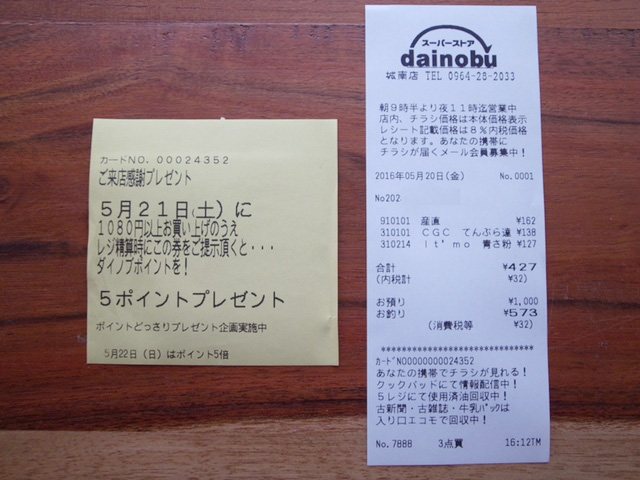 カードNO. 00024352
ご来店感謝プレゼント
5月21日(土)に
1080円以上お買い上げのうえ
レジ精算時にこの券をご提示頂くと・・・
ダイノブポイントを!
5ポイントプレゼント
ポイントどっさりプレゼント企画実施中
5月22日(日)はポイント5倍
スーパーストア
dainobu
城南店 TEL 0964-28-2033
朝9時半より夜11時迄営業中
店内、チラシ価格は本体価格表示
レシート記載価格は8%内税価格
となります。あなたの携帯に
チラシが届くメール会員募集中!
2016年05月20日(金) No.0001
No202
910101 産直 ¥162
310101 CGC てんぷら蓮 ¥138
310214 It'mo 青さ粉 ¥127
合計 ¥427
(内税計 ¥32)
お預り ¥1,000
お釣り ¥573
(消費税等 ¥32)
************************************
カードNO0000000024352
あなたの携帯でチラシが見れる!
クックパッドにて情報配信中!
5レジにて使用済油回収中!
古新聞・古雑誌・牛乳パックは
入り口エコモで回収中!
No.7888 3点買 16:12TM